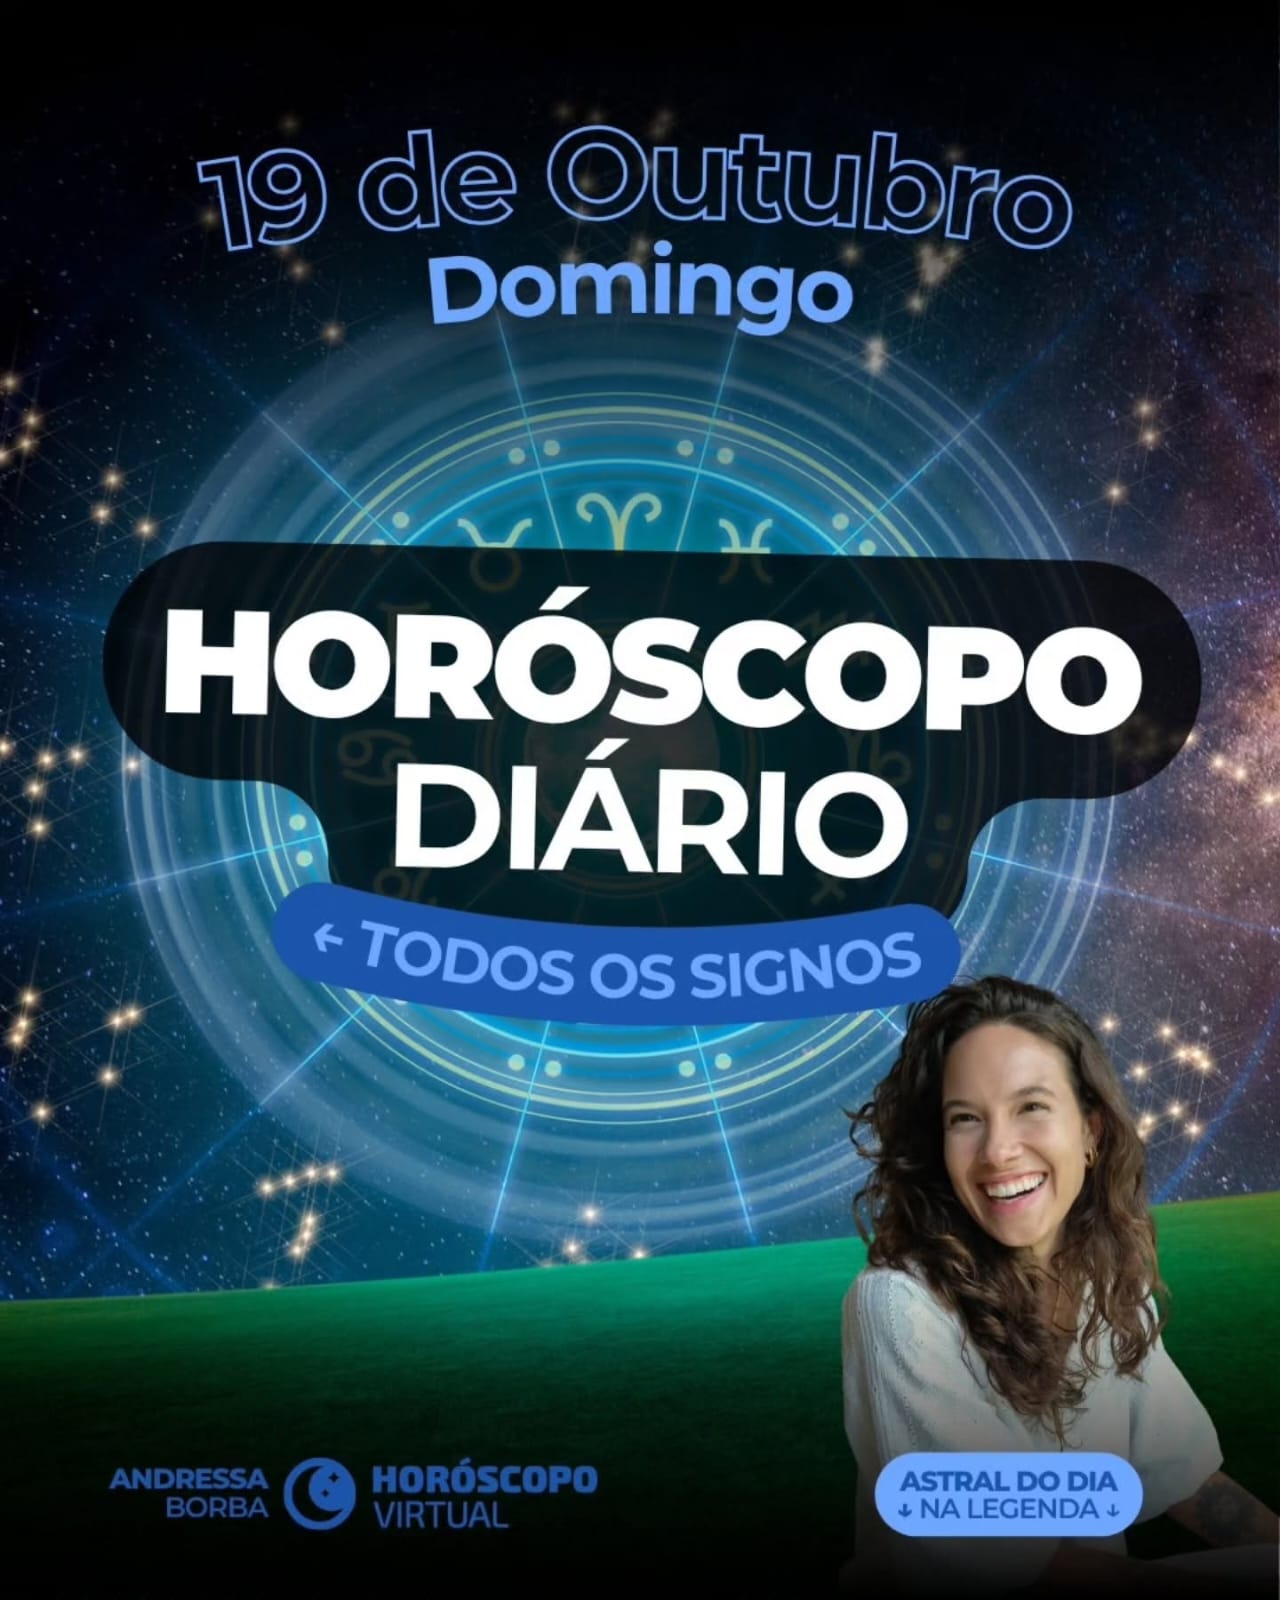 19 de Outubro
Domingo
HORÓSCOPO
DIÁRIO
← TODOS OS SIGNOS
ANDRESSA
BORBA
HORÓSCOPO
VIRTUAL
ASTRAL DO DIA
↓ NA LEGENDA ↓